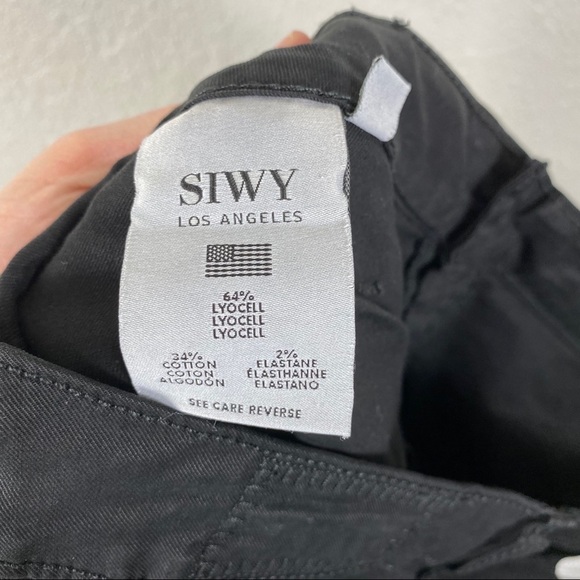 SIWY
LOS ANGELES
64%
LYOCELL
LYOCELL
LYOCELL
34%
COTTON
COTON
ALGODÓN
2%
ELASTANE
ÉLASTHANNE
ELASTANO
SEE CARE REVERSE